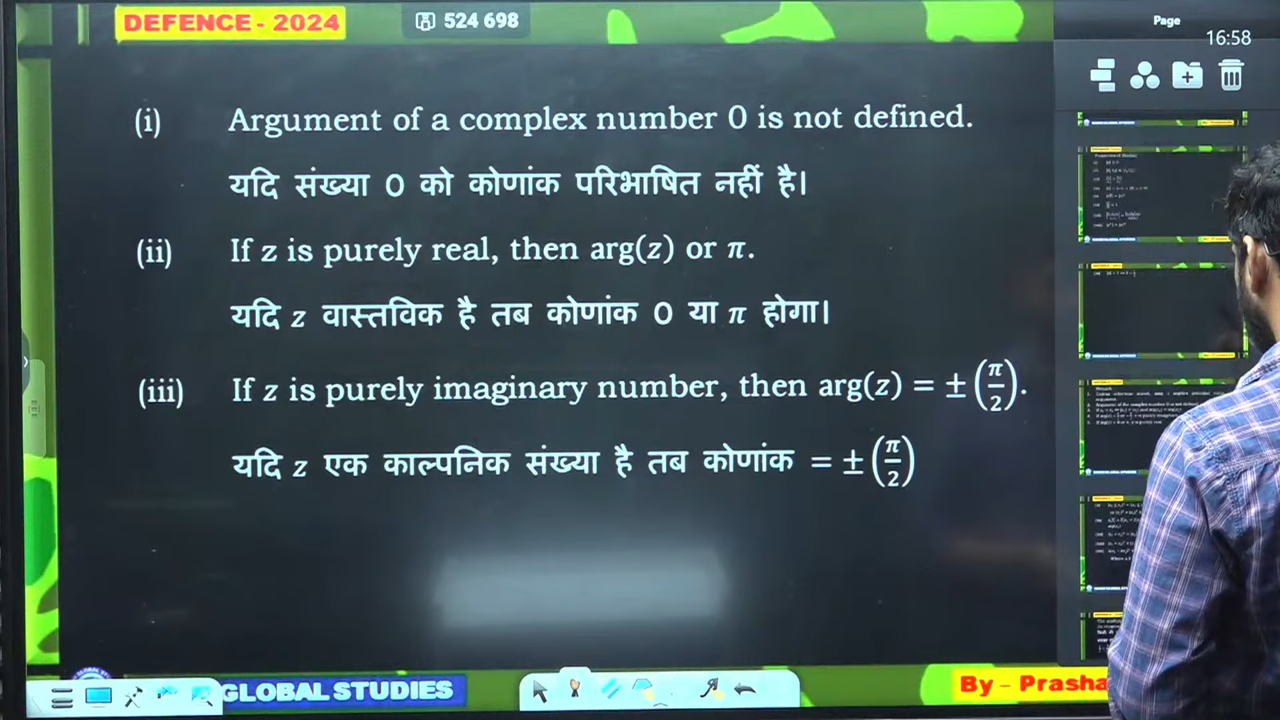 DEFENCE - 2024
524 698
Page
16:58
(i) Argument of a complex number 0 is not defined.
यदि संख्या 0 को कोणांक परिभाषित नहीं है।
(ii) If z is purely real, then arg(z) or π.
यदि z वास्तविक है तब कोणांक 0 या π होगा।
(iii) If z is purely imaginary number, then arg(z) = ± (π/2).
यदि z एक काल्पनिक संख्या है तब कोणांक = ± (π/2)
GLOBAL STUDIES
By – Prasha